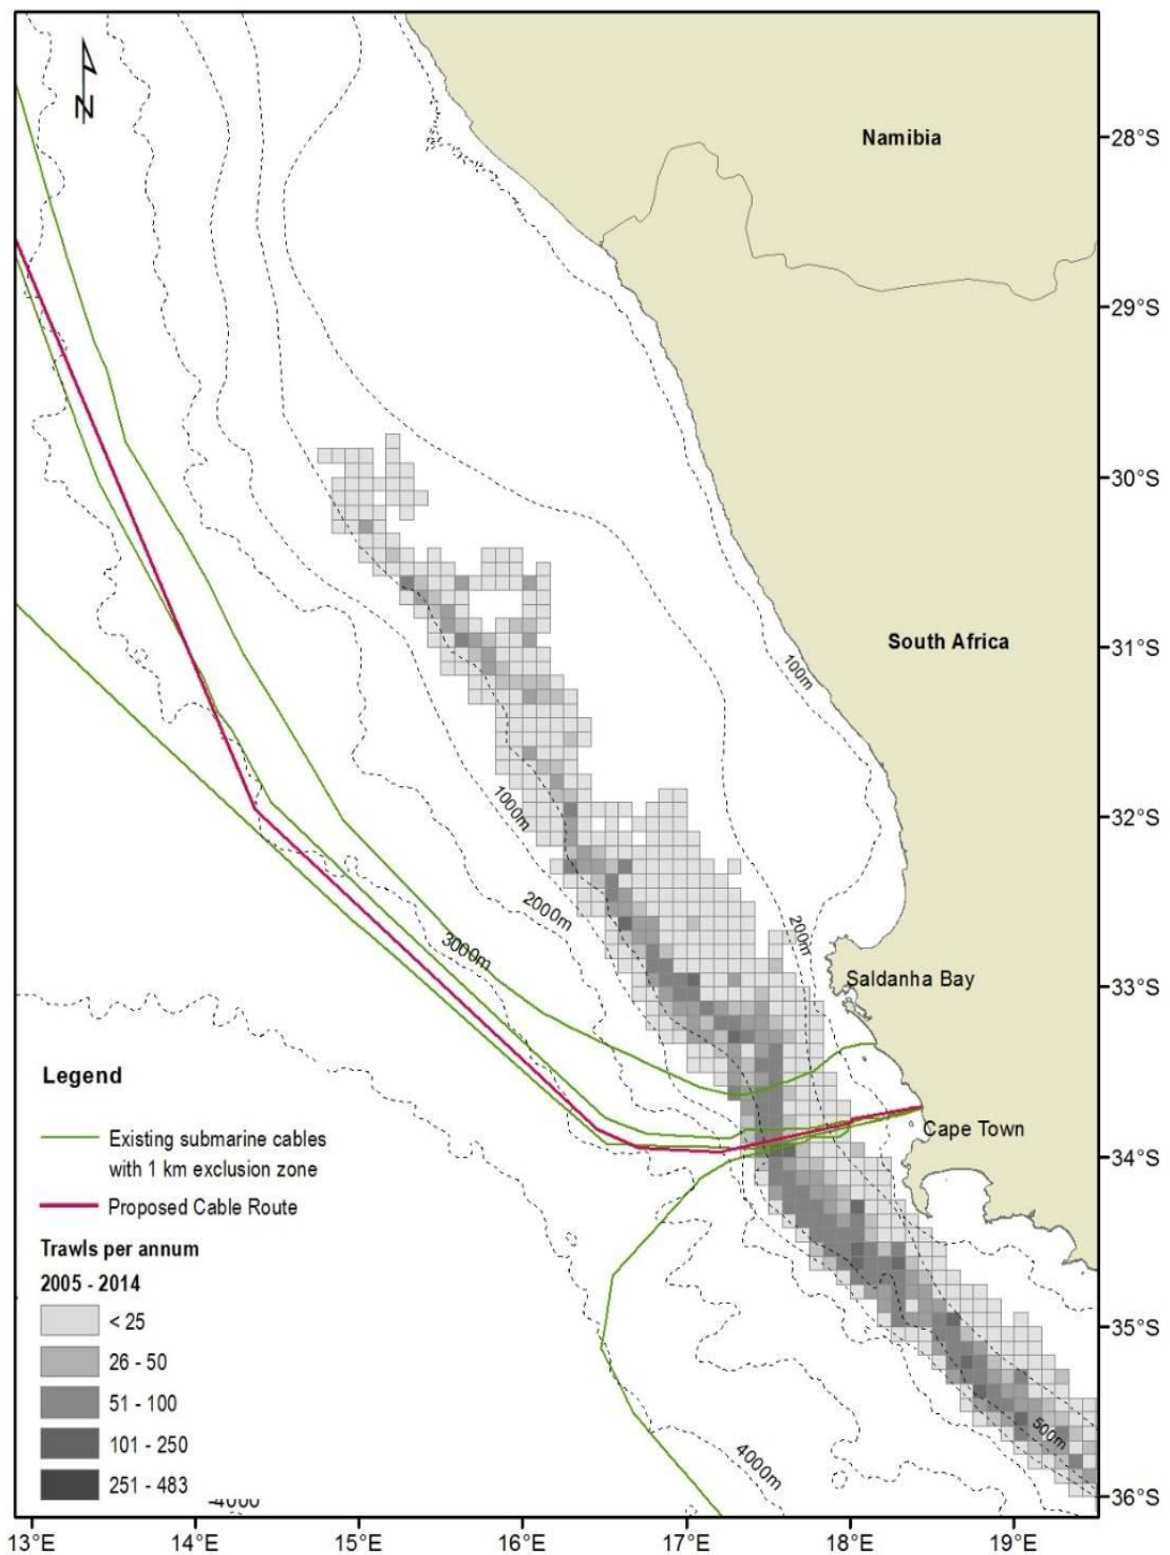 N
Namibia
28°S
29°S
30°S
31°S
South Africa
100m
32°S
1000m
2000m
3000m
200m
Saldanha Bay
33°S
Legend
Existing submarine cables
with 1 km exclusion zone
Proposed Cable Route
Cape Town
34°S
Trawls per annum
2005 - 2014
< 25
26 - 50
51 - 100
101 - 250
251 - 483
35°S
500m
4000m
36°S
-4000
13°E 14°E 15°E 16°E 17°E 18°E 19°E